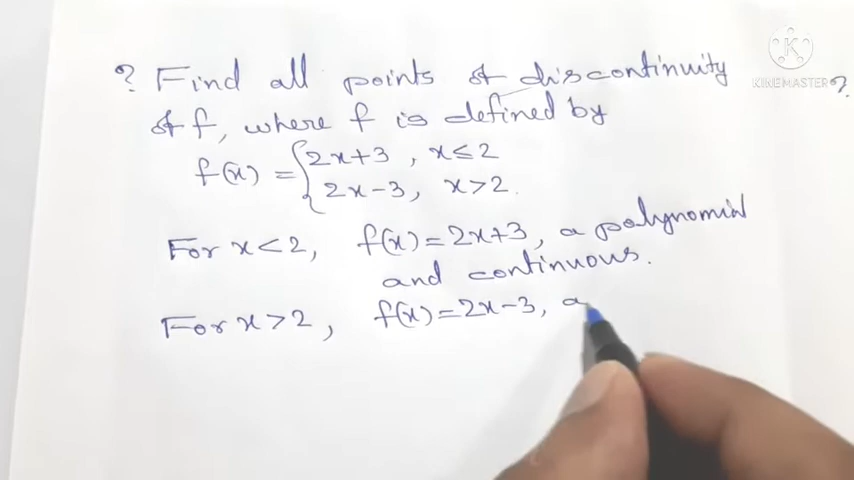 ? Find all points of discontinuity
of f, where f is defined by
f(x) = { 2x+3 , x ≤ 2
2x-3, x>2.
For x<2, f(x)=2x+3, a polynomial
and continuous.
For x>2, f(x)=2x-3, a
KINEMASTER
?